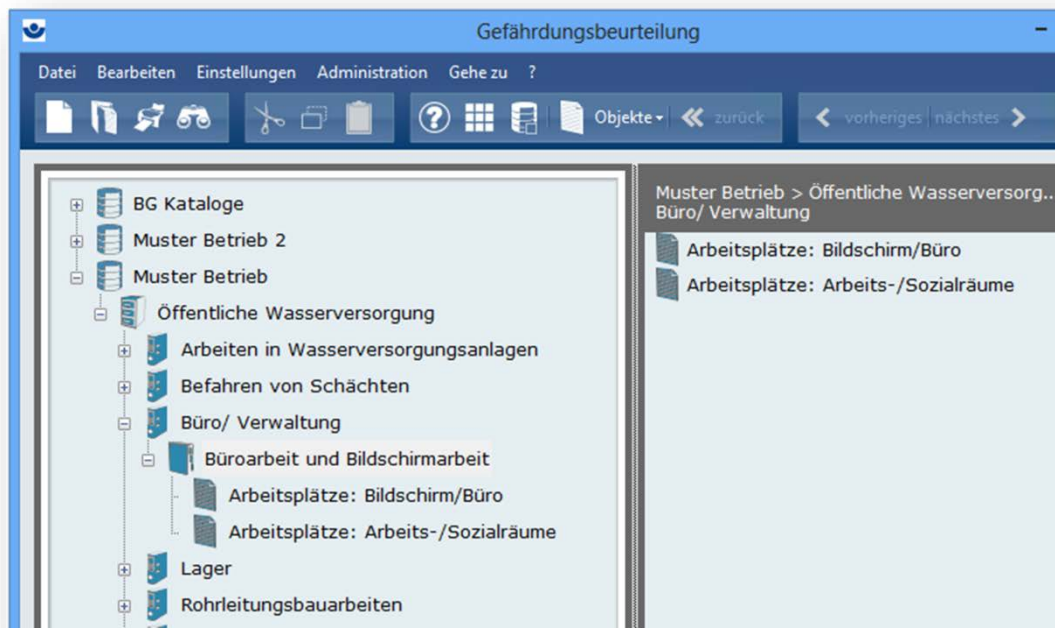 Gefährdungsbeurteilung
Datei Bearbeiten Einstellungen Administration Gehe zu ?
Objekte zurück vorheriges nächstes
BG Kataloge
Muster Betrieb 2
Muster Betrieb
Öffentliche Wasserversorgung
Arbeiten in Wasserversorgungsanlagen
Befahren von Schächten
Büro/ Verwaltung
Büroarbeit und Bildschirmarbeit
Arbeitsplätze: Bildschirm/Büro
Arbeitsplätze: Arbeits-/Sozialräume
Lager
Rohrleitungsbauarbeiten
Muster Betrieb > Öffentliche Wasserversorg...
Büro/ Verwaltung
Arbeitsplätze: Bildschirm/Büro
Arbeitsplätze: Arbeits-/Sozialräume